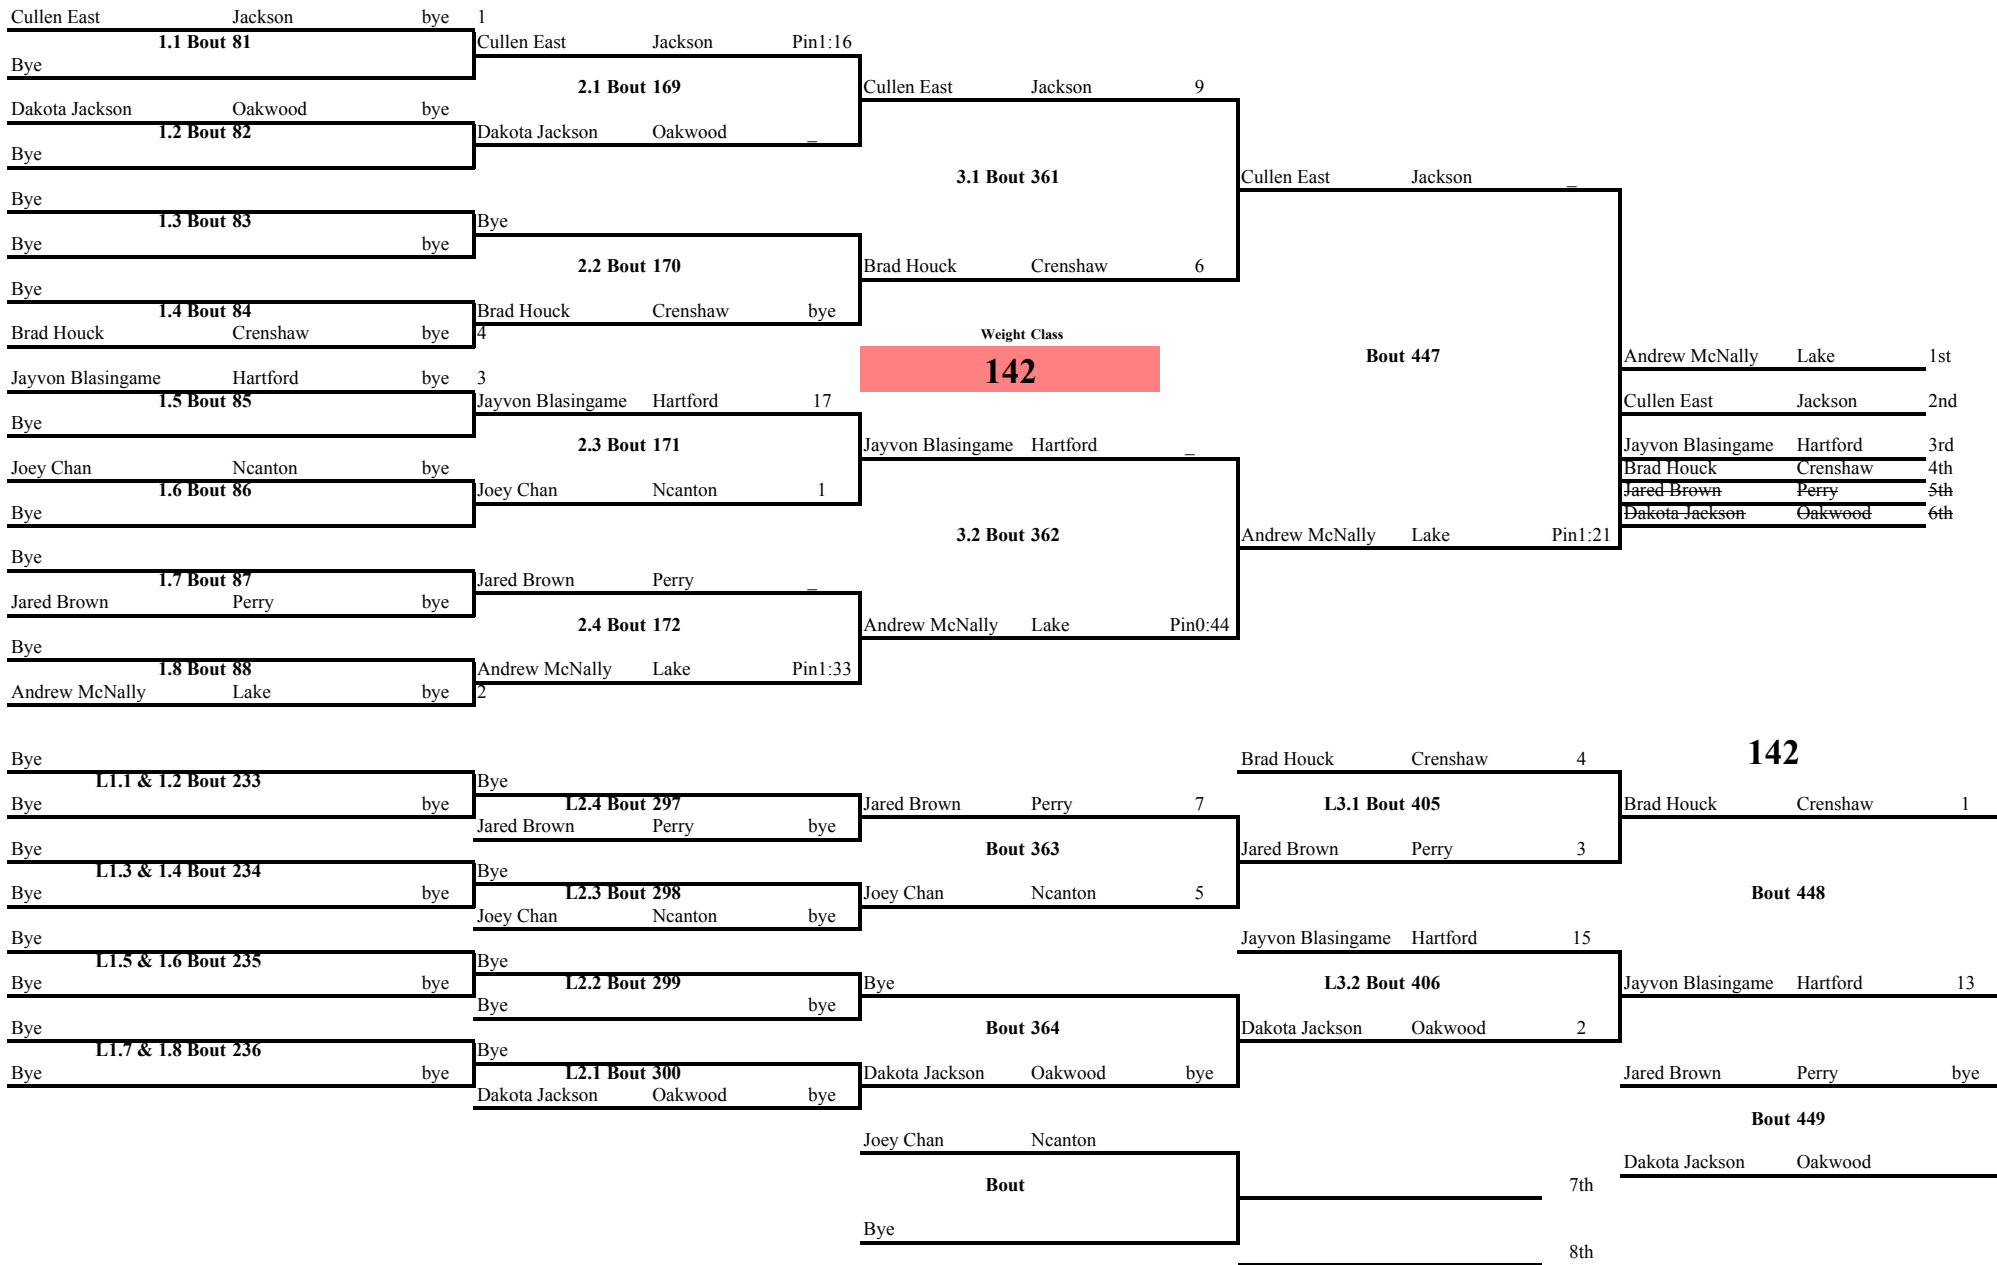 Cullen East Jackson bye 1
1.1 Bout 81
Cullen East Jackson Pin1:16
Bye
2.1 Bout 169
Cullen East Jackson 9
Dakota Jackson Oakwood bye
1.2 Bout 82
Dakota Jackson Oakwood _
Bye
3.1 Bout 361
Cullen East Jackson _
Bye
1.3 Bout 83
Bye
Bye bye
2.2 Bout 170
Brad Houck Crenshaw 6
Bye
1.4 Bout 84
Brad Houck Crenshaw bye
Brad Houck Crenshaw bye 4
Weight Class
142
Bout 447
Andrew McNally Lake 1st
Jayvon Blasingame Hartford bye 3
1.5 Bout 85
Jayvon Blasingame Hartford 17
Cullen East Jackson 2nd
Bye
2.3 Bout 171
Jayvon Blasingame Hartford _
Jayvon Blasingame Hartford 3rd
Joey Chan Ncanton bye
Brad Houck Crenshaw 4th
1.6 Bout 86
Joey Chan Ncanton 1
Jared Brown Perry 5th
Bye
Dakota Jackson Oakwood 6th
3.2 Bout 362
Andrew McNally Lake Pin1:21
Bye
1.7 Bout 87
Jared Brown Perry _
Jared Brown Perry bye
2.4 Bout 172
Andrew McNally Lake Pin0:44
Bye
1.8 Bout 88
Andrew McNally Lake Pin1:33
Andrew McNally Lake bye 2
Bye
Brad Houck Crenshaw 4
142
L1.1 & 1.2 Bout 233
Bye
Bye bye
L2.4 Bout 297
Jared Brown Perry 7
L3.1 Bout 405
Brad Houck Crenshaw 1
Jared Brown Perry bye
Bye
Bout 363
Jared Brown Perry 3
L1.3 & 1.4 Bout 234
Bye
Bye bye
L2.3 Bout 298
Joey Chan Ncanton 5
Bout 448
Joey Chan Ncanton bye
Bye
Jayvon Blasingame Hartford 15
L1.5 & 1.6 Bout 235
Bye
Bye bye
L2.2 Bout 299
Bye
L3.2 Bout 406
Jayvon Blasingame Hartford 13
Bye bye
Bye
Bout 364
Dakota Jackson Oakwood 2
L1.7 & 1.8 Bout 236
Bye
Bye bye
L2.1 Bout 300
Dakota Jackson Oakwood bye
Jared Brown Perry bye
Dakota Jackson Oakwood bye
Bout 449
Joey Chan Ncanton
Dakota Jackson Oakwood
Bout
7th
Bye
8th